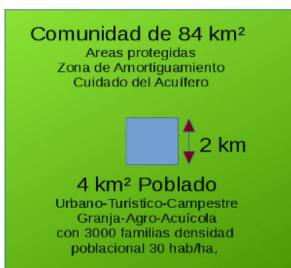 Comunidad de 84 km²
Areas protegidas
Zona de Amortiguamiento
Cuidado del Acuífero
2 km
4 km² Poblado
Urbano-Turistico-Campestre
Granja-Agro-Acuícola
con 3000 familias densidad
poblacional 30 hab/ha,